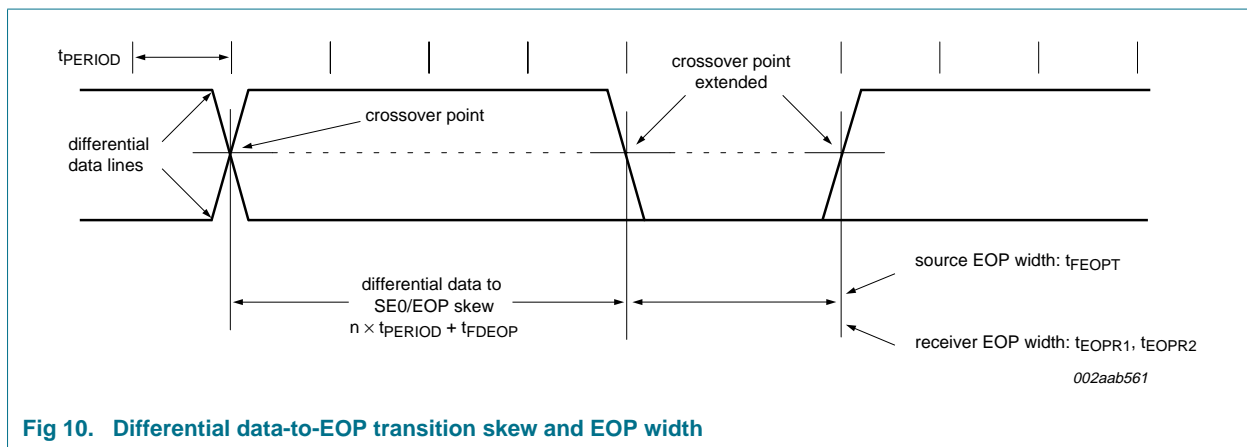 tPERIOD
crossover point
extended
crossover point
differential
data lines
differential data to
SE0/EOP skew
n × tPERIOD + tFDEOP
source EOP width: tFEOPT
receiver EOP width: tEOPR1, tEOPR2
002aab561
Fig 10. Differential data-to-EOP transition skew and EOP width